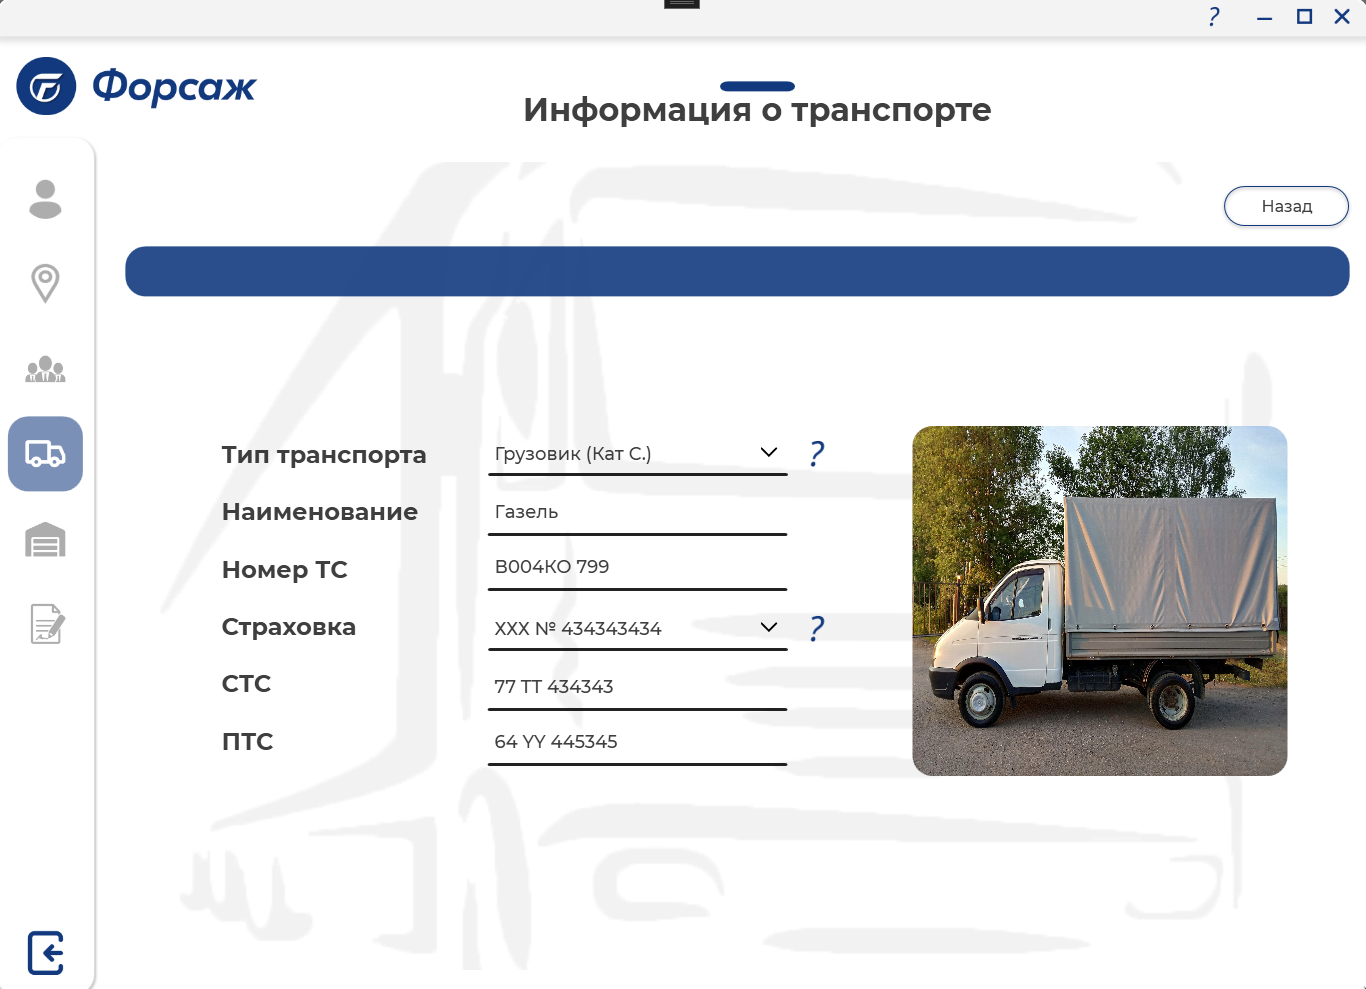 ?
Форсаж
Информация о транспорте
Назад
Тип транспорта
Грузовик (Кат С.)
?
Наименование
Газель
Номер ТС
В004КО 799
Страховка
ХХХ № 434343434
?
СТС
77 ТТ 434343
ПТС
64 YY 445345